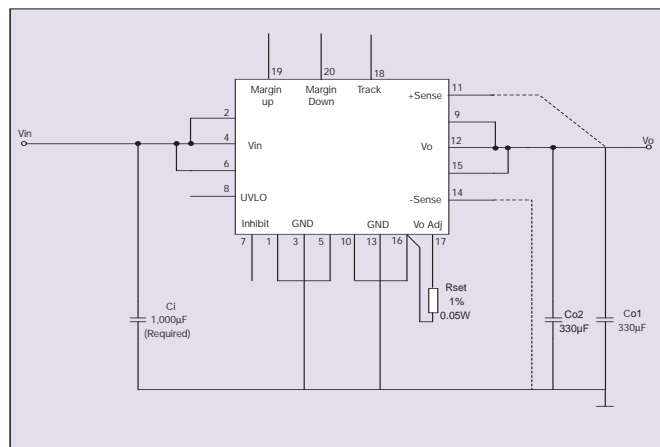 19
20
18
Margin up
Margin Down
Track
+Sense
11
2
9
Vin
4
Vin
Vo
12
Vo
6
15
8
UVLO
-Sense
14
Inhibit
GND
GND
Vo Adj
7
1
3
5
10
13
16
17
Rset
1%
0.05W
Ci
1,000µF
(Required)
Co2
330µF
Co1
330µF